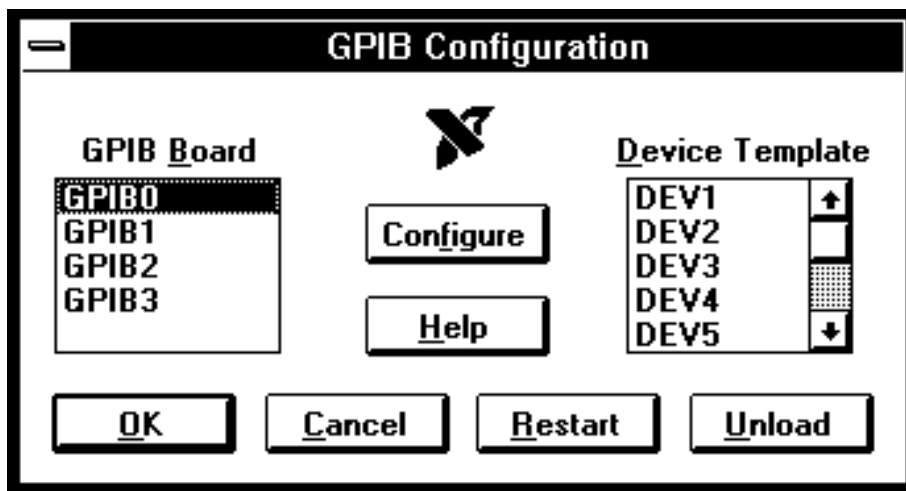 GPIB Configuration
GPIB Board
GPIB0
GPIB1
GPIB2
GPIB3
Configure
Help
Device Template
DEV1
DEV2
DEV3
DEV4
DEV5
OK
Cancel
Restart
Unload